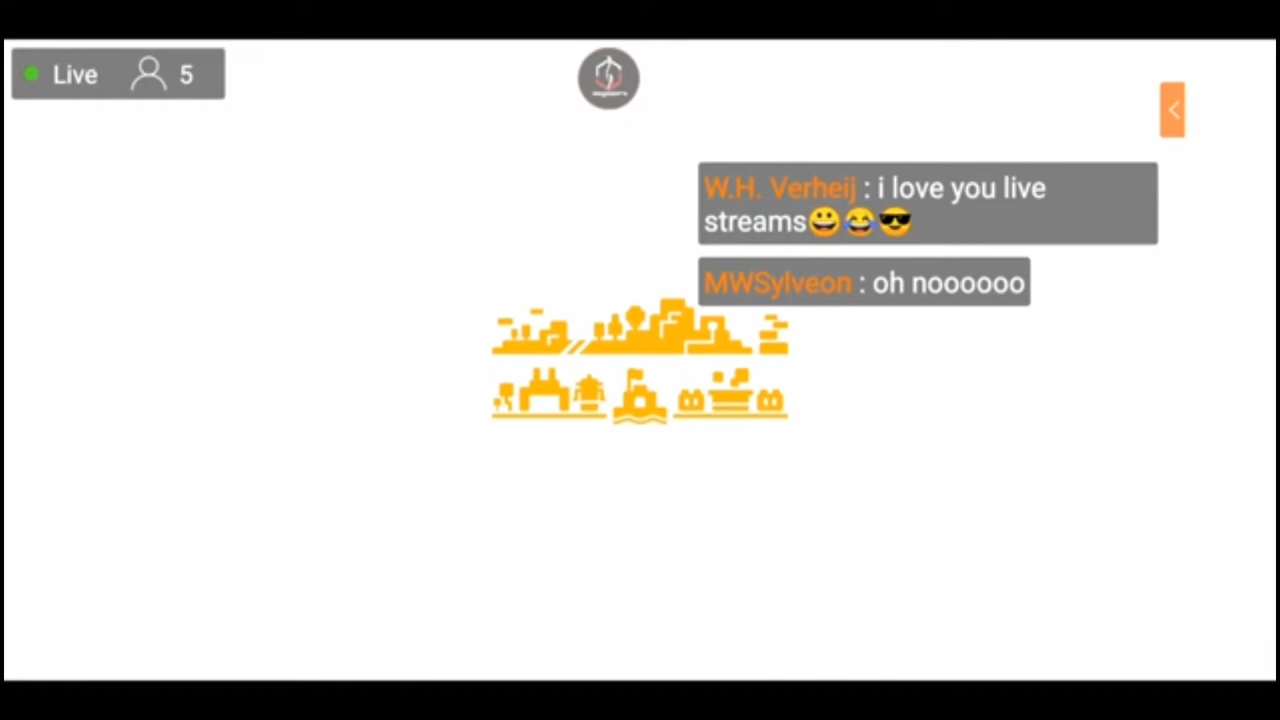 Live 5
W.H. Verheij : i love you live
streams😀😂😎
MWSylveon : oh noooooo